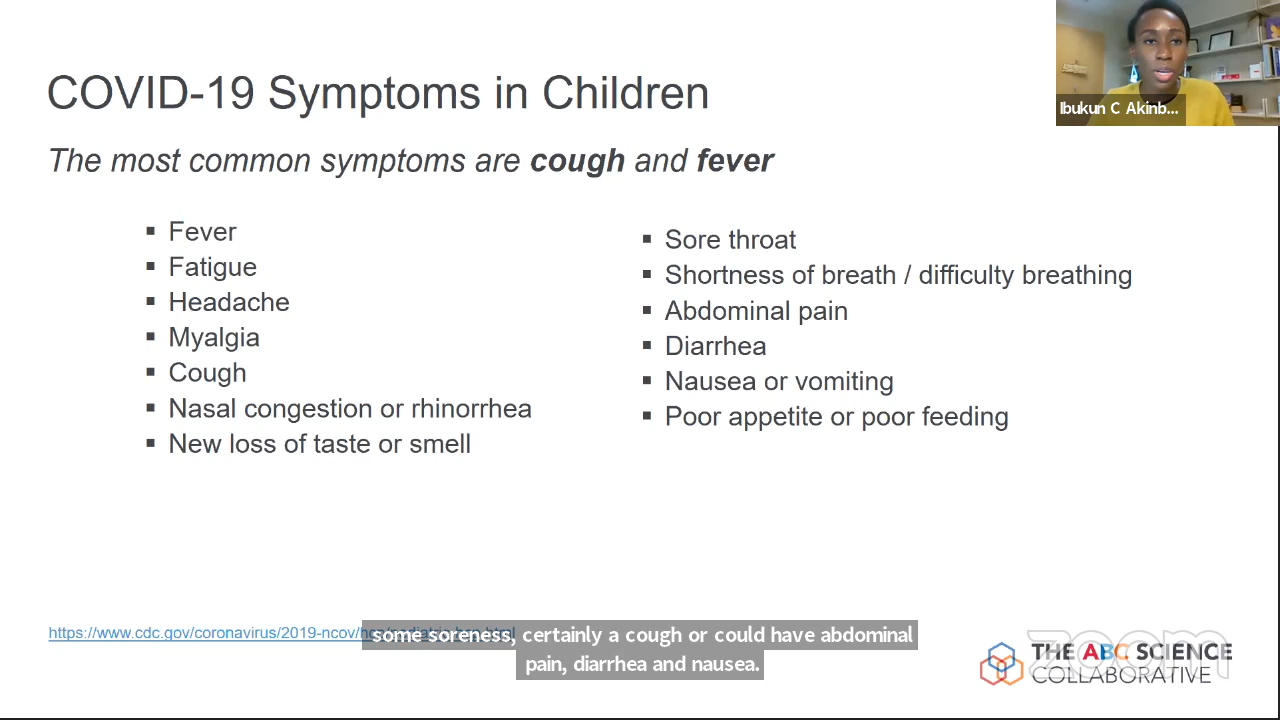 COVID-19 Symptoms in Children
Ibukun C Akinb...
The most common symptoms are cough and fever
▪ Fever
▪ Fatigue
▪ Headache
▪ Myalgia
▪ Cough
▪ Nasal congestion or rhinorrhea
▪ New loss of taste or smell
▪ Sore throat
▪ Shortness of breath / difficulty breathing
▪ Abdominal pain
▪ Diarrhea
▪ Nausea or vomiting
▪ Poor appetite or poor feeding
https://www.cdc.gov/coronavirus/2019-ncov/
some soreness, certainly a cough or could have abdominal
pain, diarrhea and nausea.
zoom
THE ABC SCIENCE
COLLABORATIVE